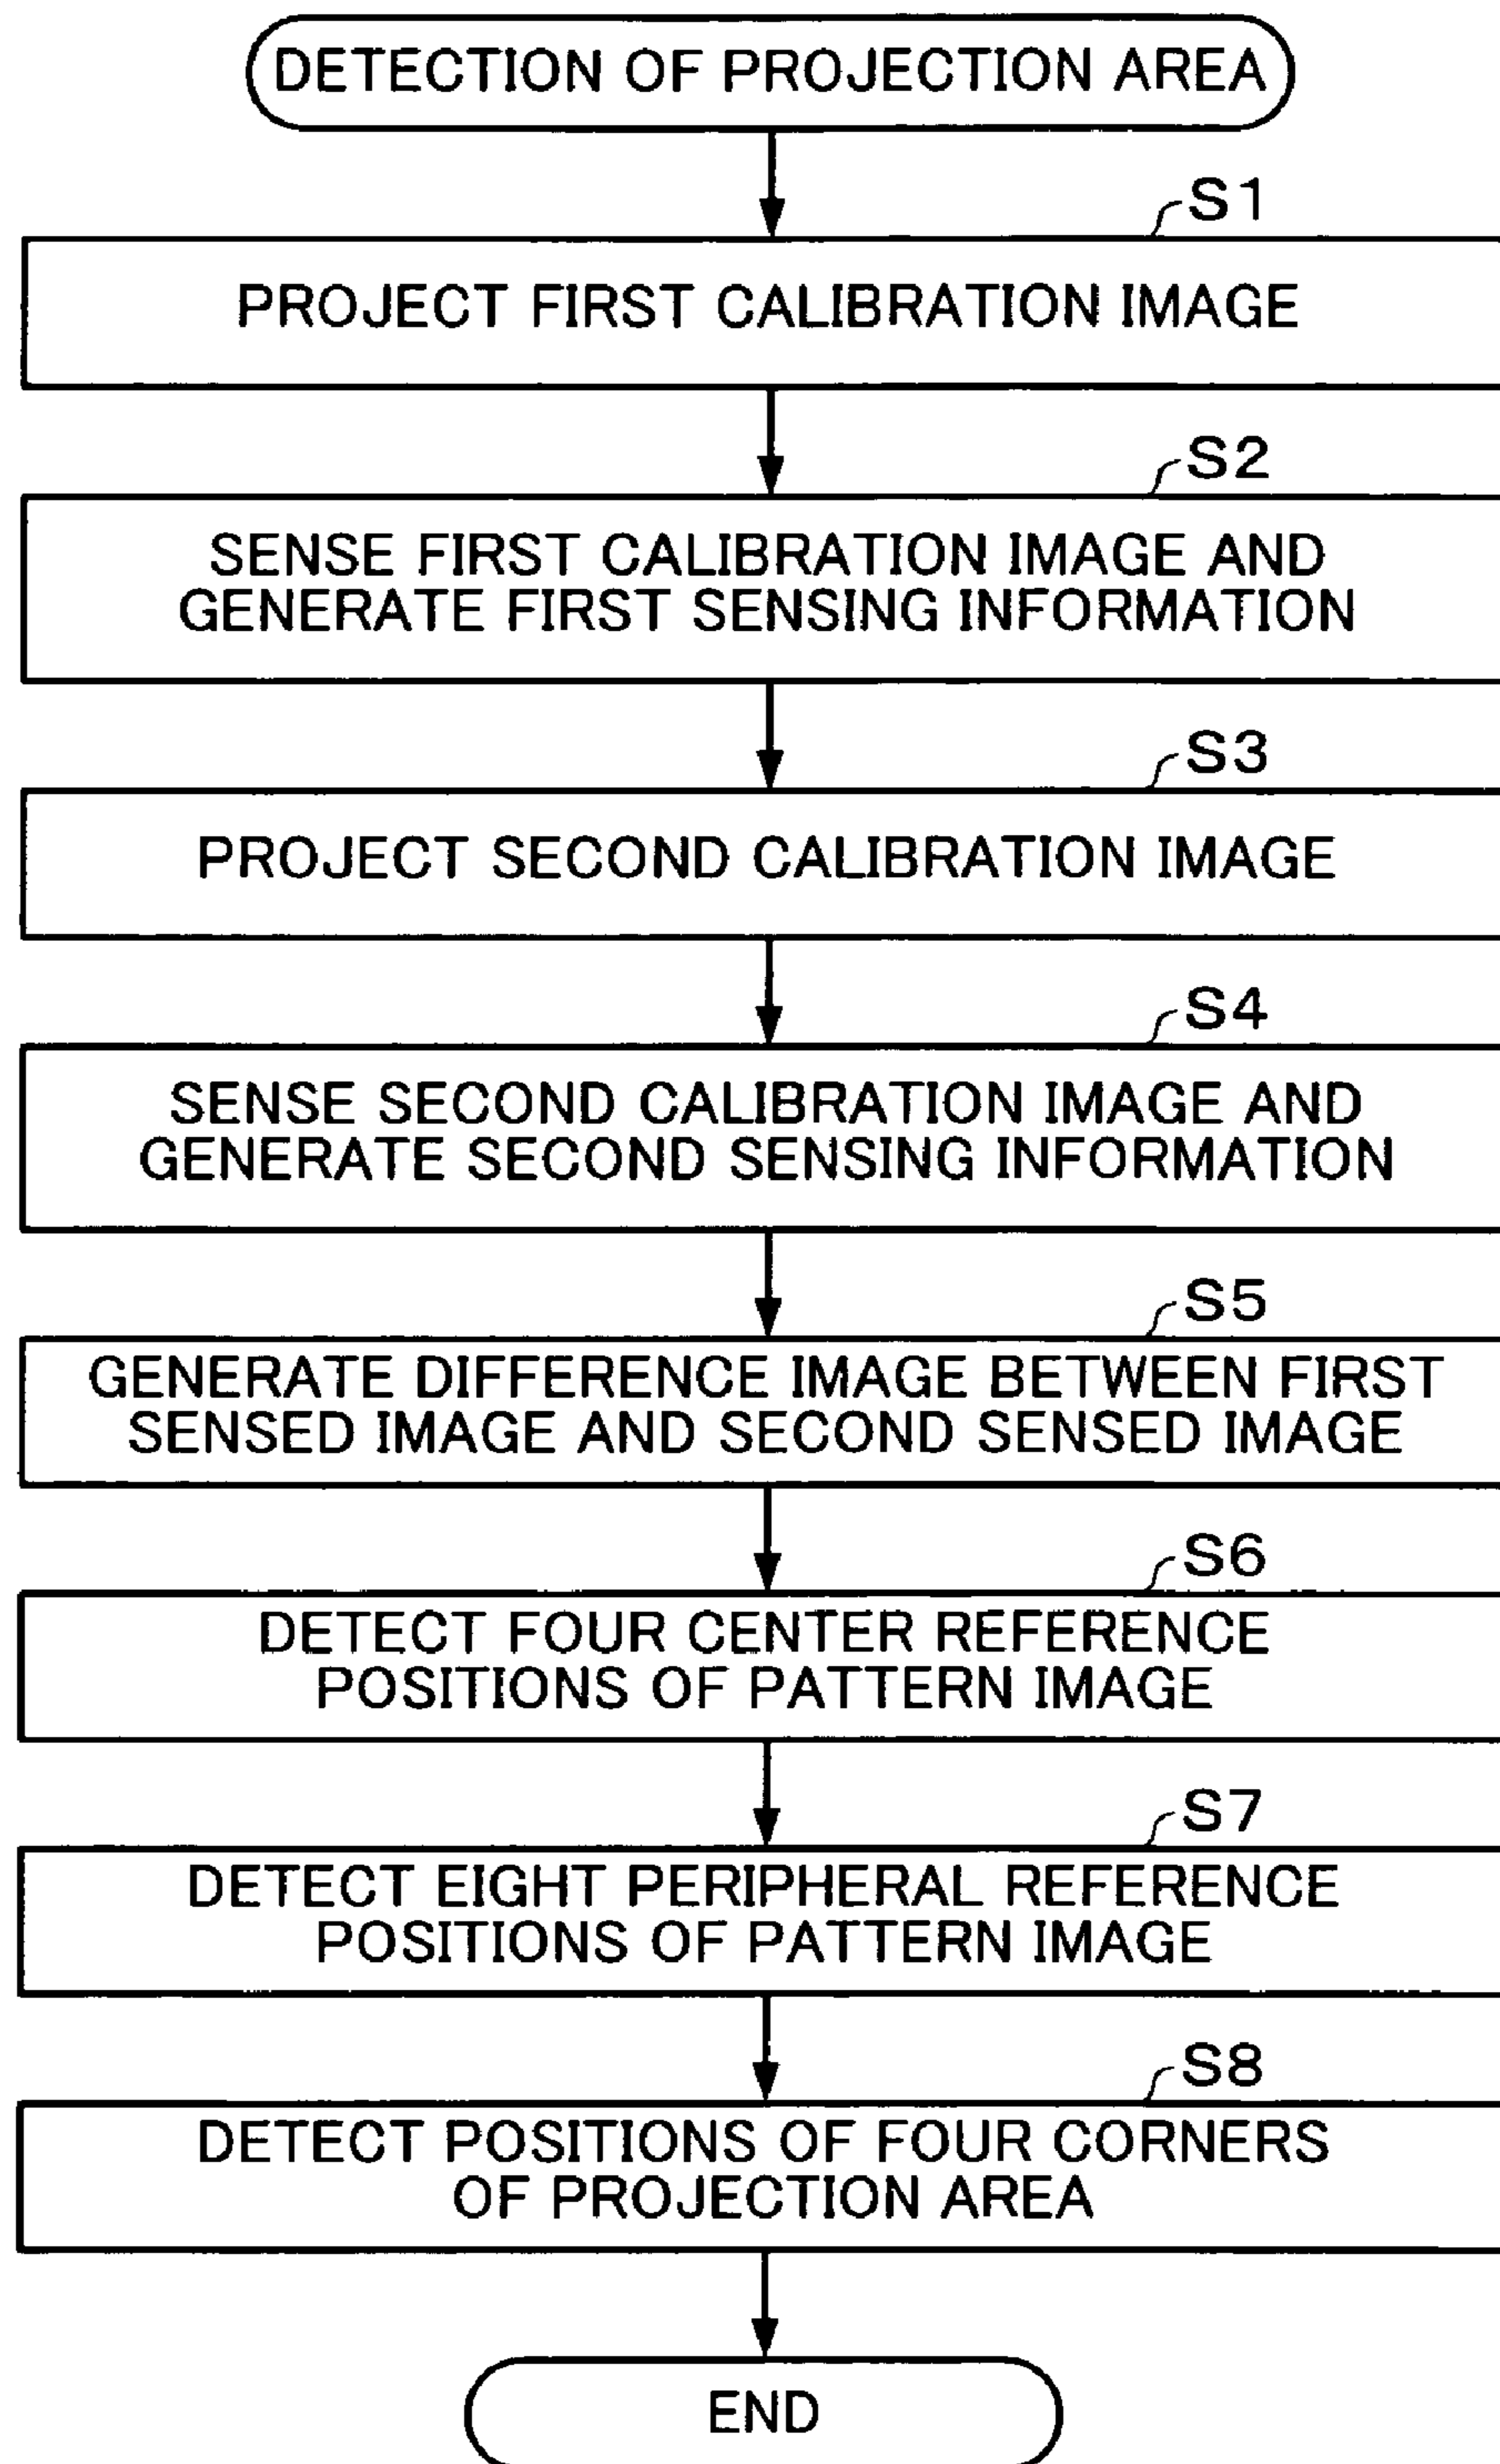 DETECTION OF PROJECTION AREA
S1
PROJECT FIRST CALIBRATION IMAGE
S2
SENSE FIRST CALIBRATION IMAGE AND
GENERATE FIRST SENSING INFORMATION
S3
PROJECT SECOND CALIBRATION IMAGE
S4
SENSE SECOND CALIBRATION IMAGE AND
GENERATE SECOND SENSING INFORMATION
S5
GENERATE DIFFERENCE IMAGE BETWEEN FIRST
SENSED IMAGE AND SECOND SENSED IMAGE
S6
DETECT FOUR CENTER REFERENCE
POSITIONS OF PATTERN IMAGE
S7
DETECT EIGHT PERIPHERAL REFERENCE
POSITIONS OF PATTERN IMAGE
S8
DETECT POSITIONS OF FOUR CORNERS
OF PROJECTION AREA
END